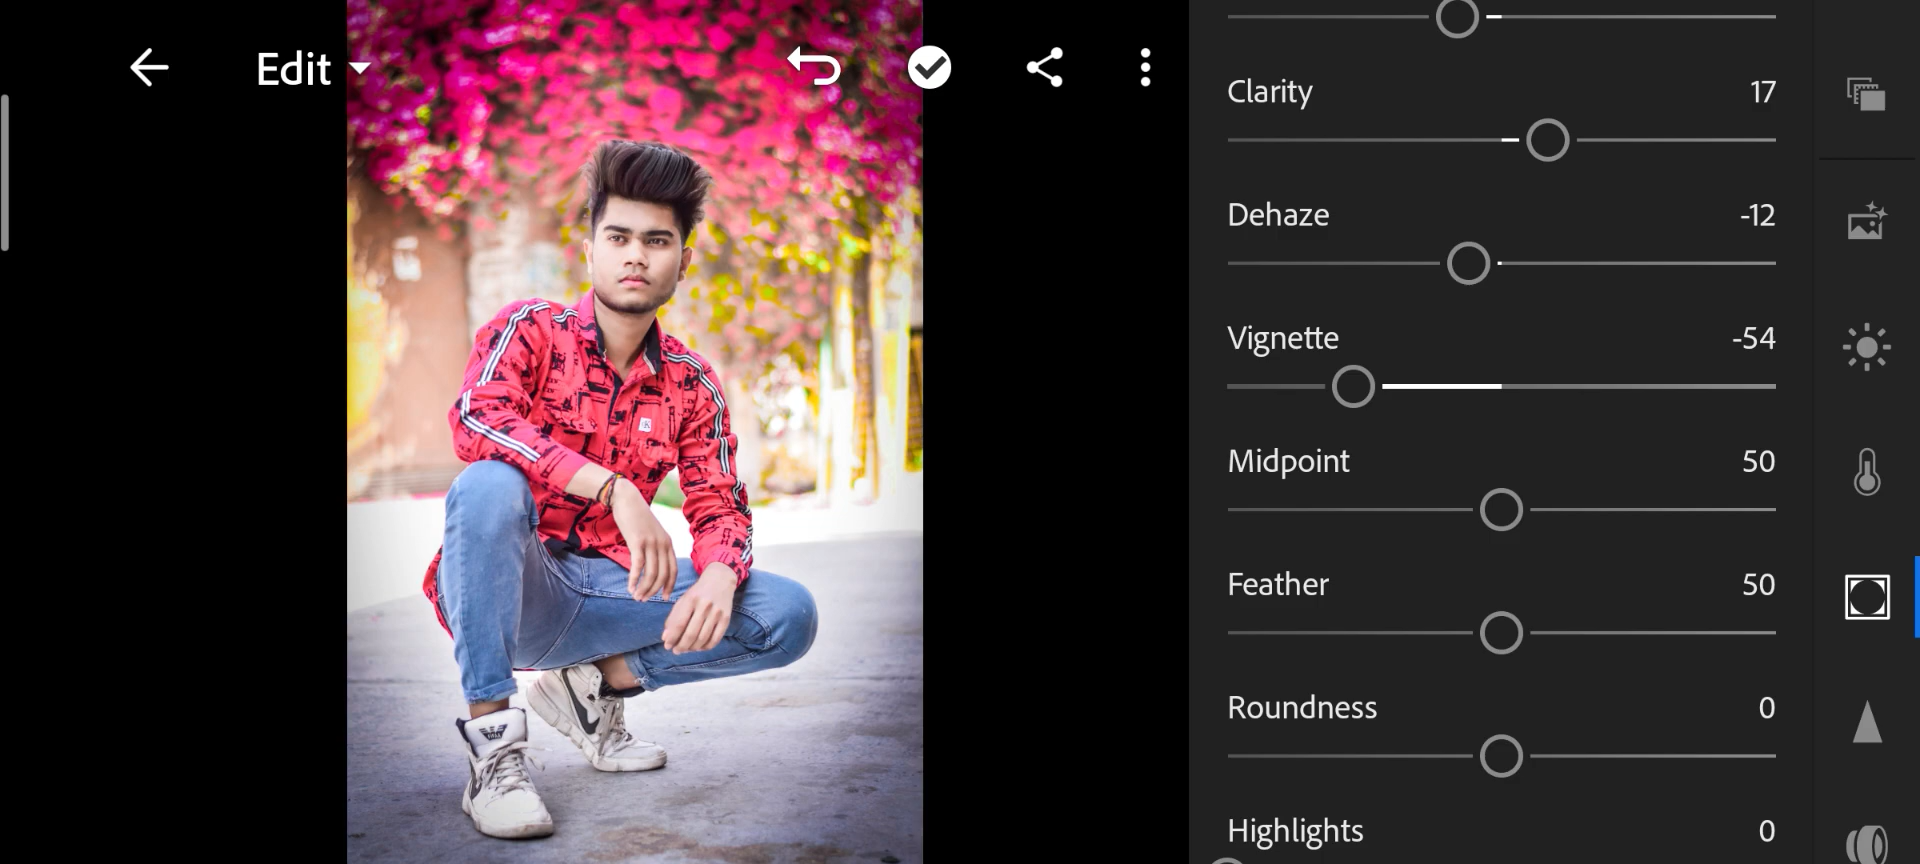 Edit
Clarity 17
Dehaze -12
Vignette -54
Midpoint 50
Feather 50
Roundness 0
Highlights 0